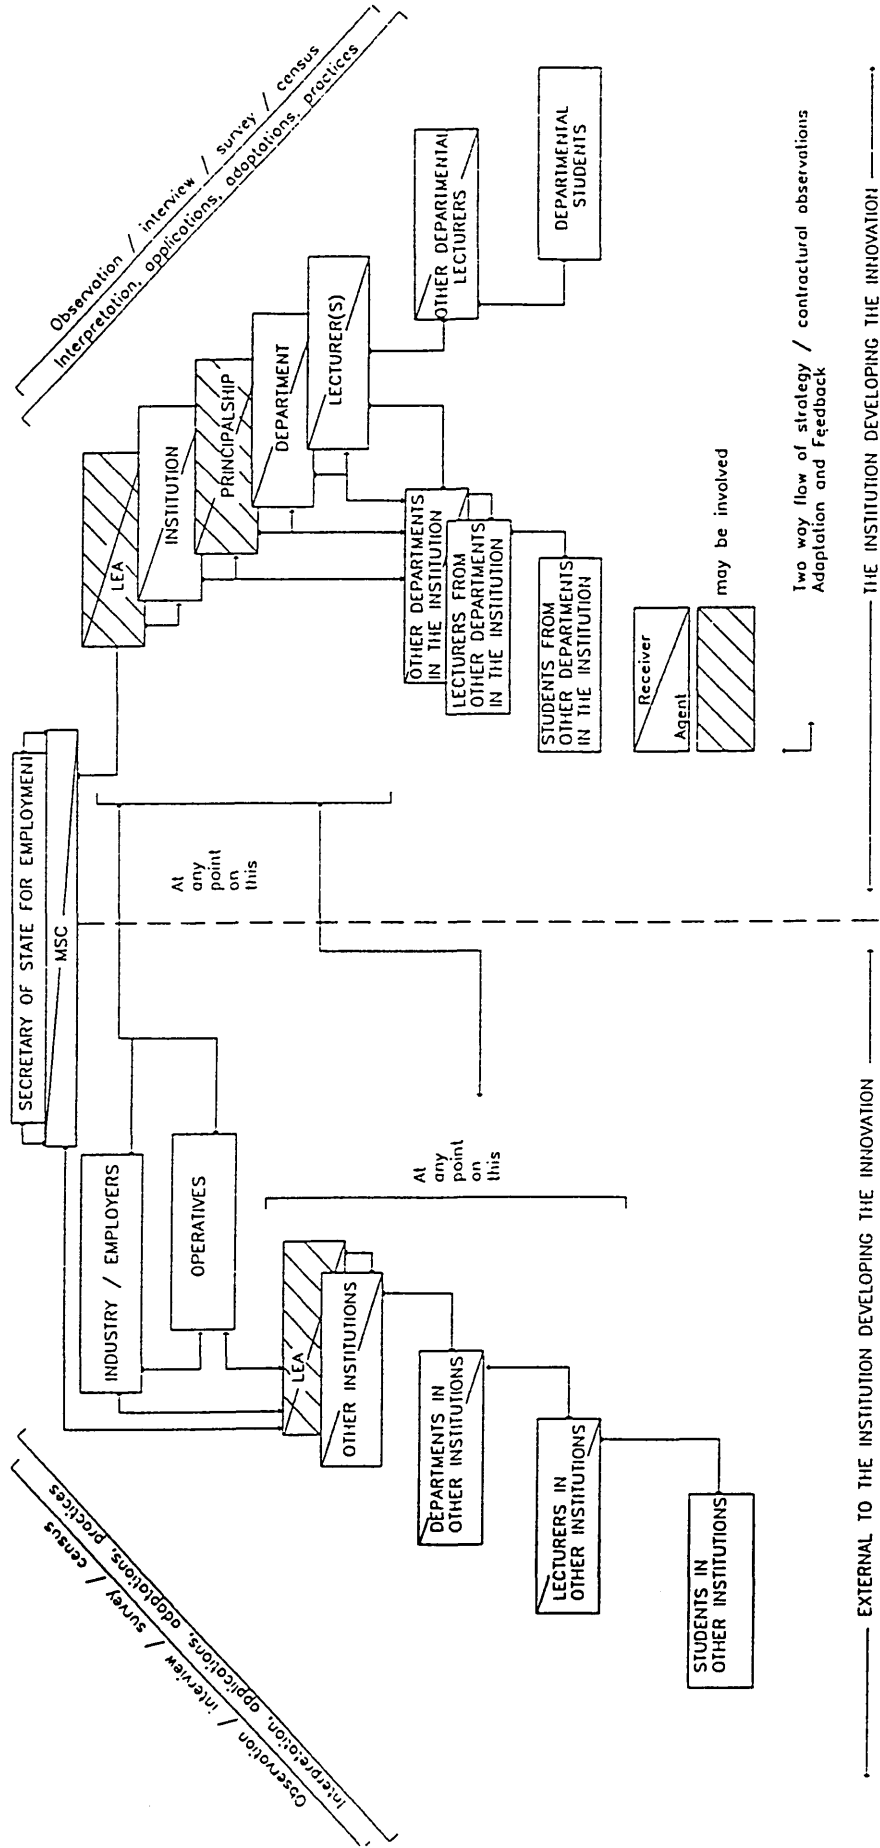 SECRETARY OF STATE FOR EMPLOYMENT
MSC
Observation / interview / survey / census
Interpretation, applications, adaptations, practices
INDUSTRY / EMPLOYERS
OPERATIVES
LEA
OTHER INSTITUTIONS
DEPARTMENTS IN
OTHER INSTITUTIONS
LECTURERS IN
OTHER INSTITUTIONS
STUDENTS IN
OTHER INSTITUTIONS
At
any
point
on
this
At
any
point
on
this
Observation / interview / survey / census
Interpretation, applications, adaptations, practices
LEA
INSTITUTION
PRINCIPALSHIP
DEPARTMENT
LECTURER(S)
OTHER DEPARTMENTS
IN THE INSTITUTION
LECTURERS FROM
OTHER DEPARTMENTS
IN THE INSTITUTION
STUDENTS FROM
OTHER DEPARTMENTS
IN THE INSTITUTION
OTHER DEPARTMENTAL
LECTURERS
DEPARTMENTAL
STUDENTS
Receiver
Agent
may be involved
Two way flow of strategy / contractural observations
Adaptation and Feedback
EXTERNAL TO THE INSTITUTION DEVELOPING THE INNOVATION
THE INSTITUTION DEVELOPING THE INNOVATION